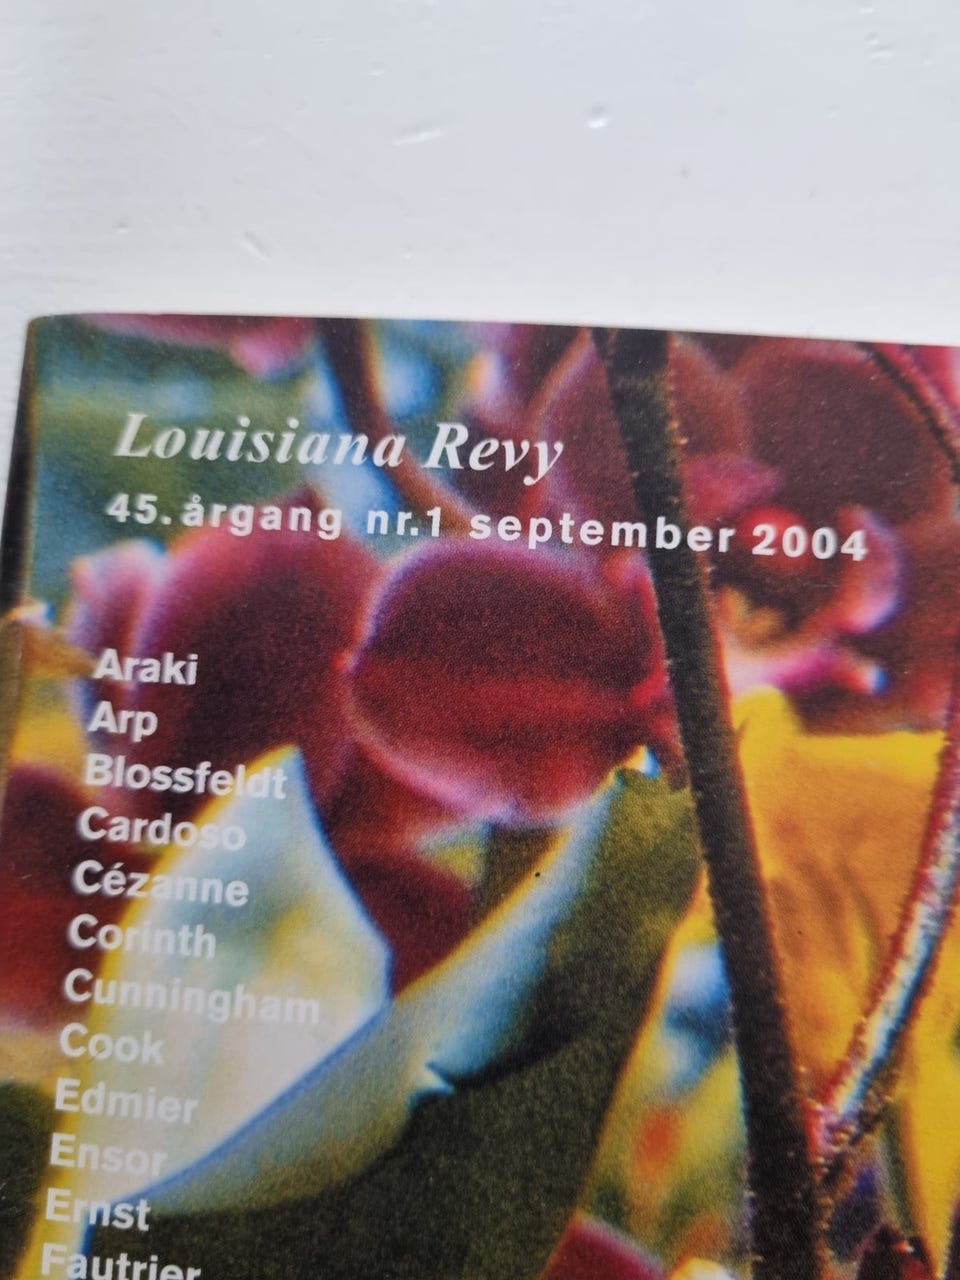 Louisiana Revy
45. årgang nr.1 september 2004
Araki
Arp
Blossfeldt
Cardoso
Cézanne
Corinth
Cunningham
Cook
Edmier
Ensor
Ernst
Fautrier